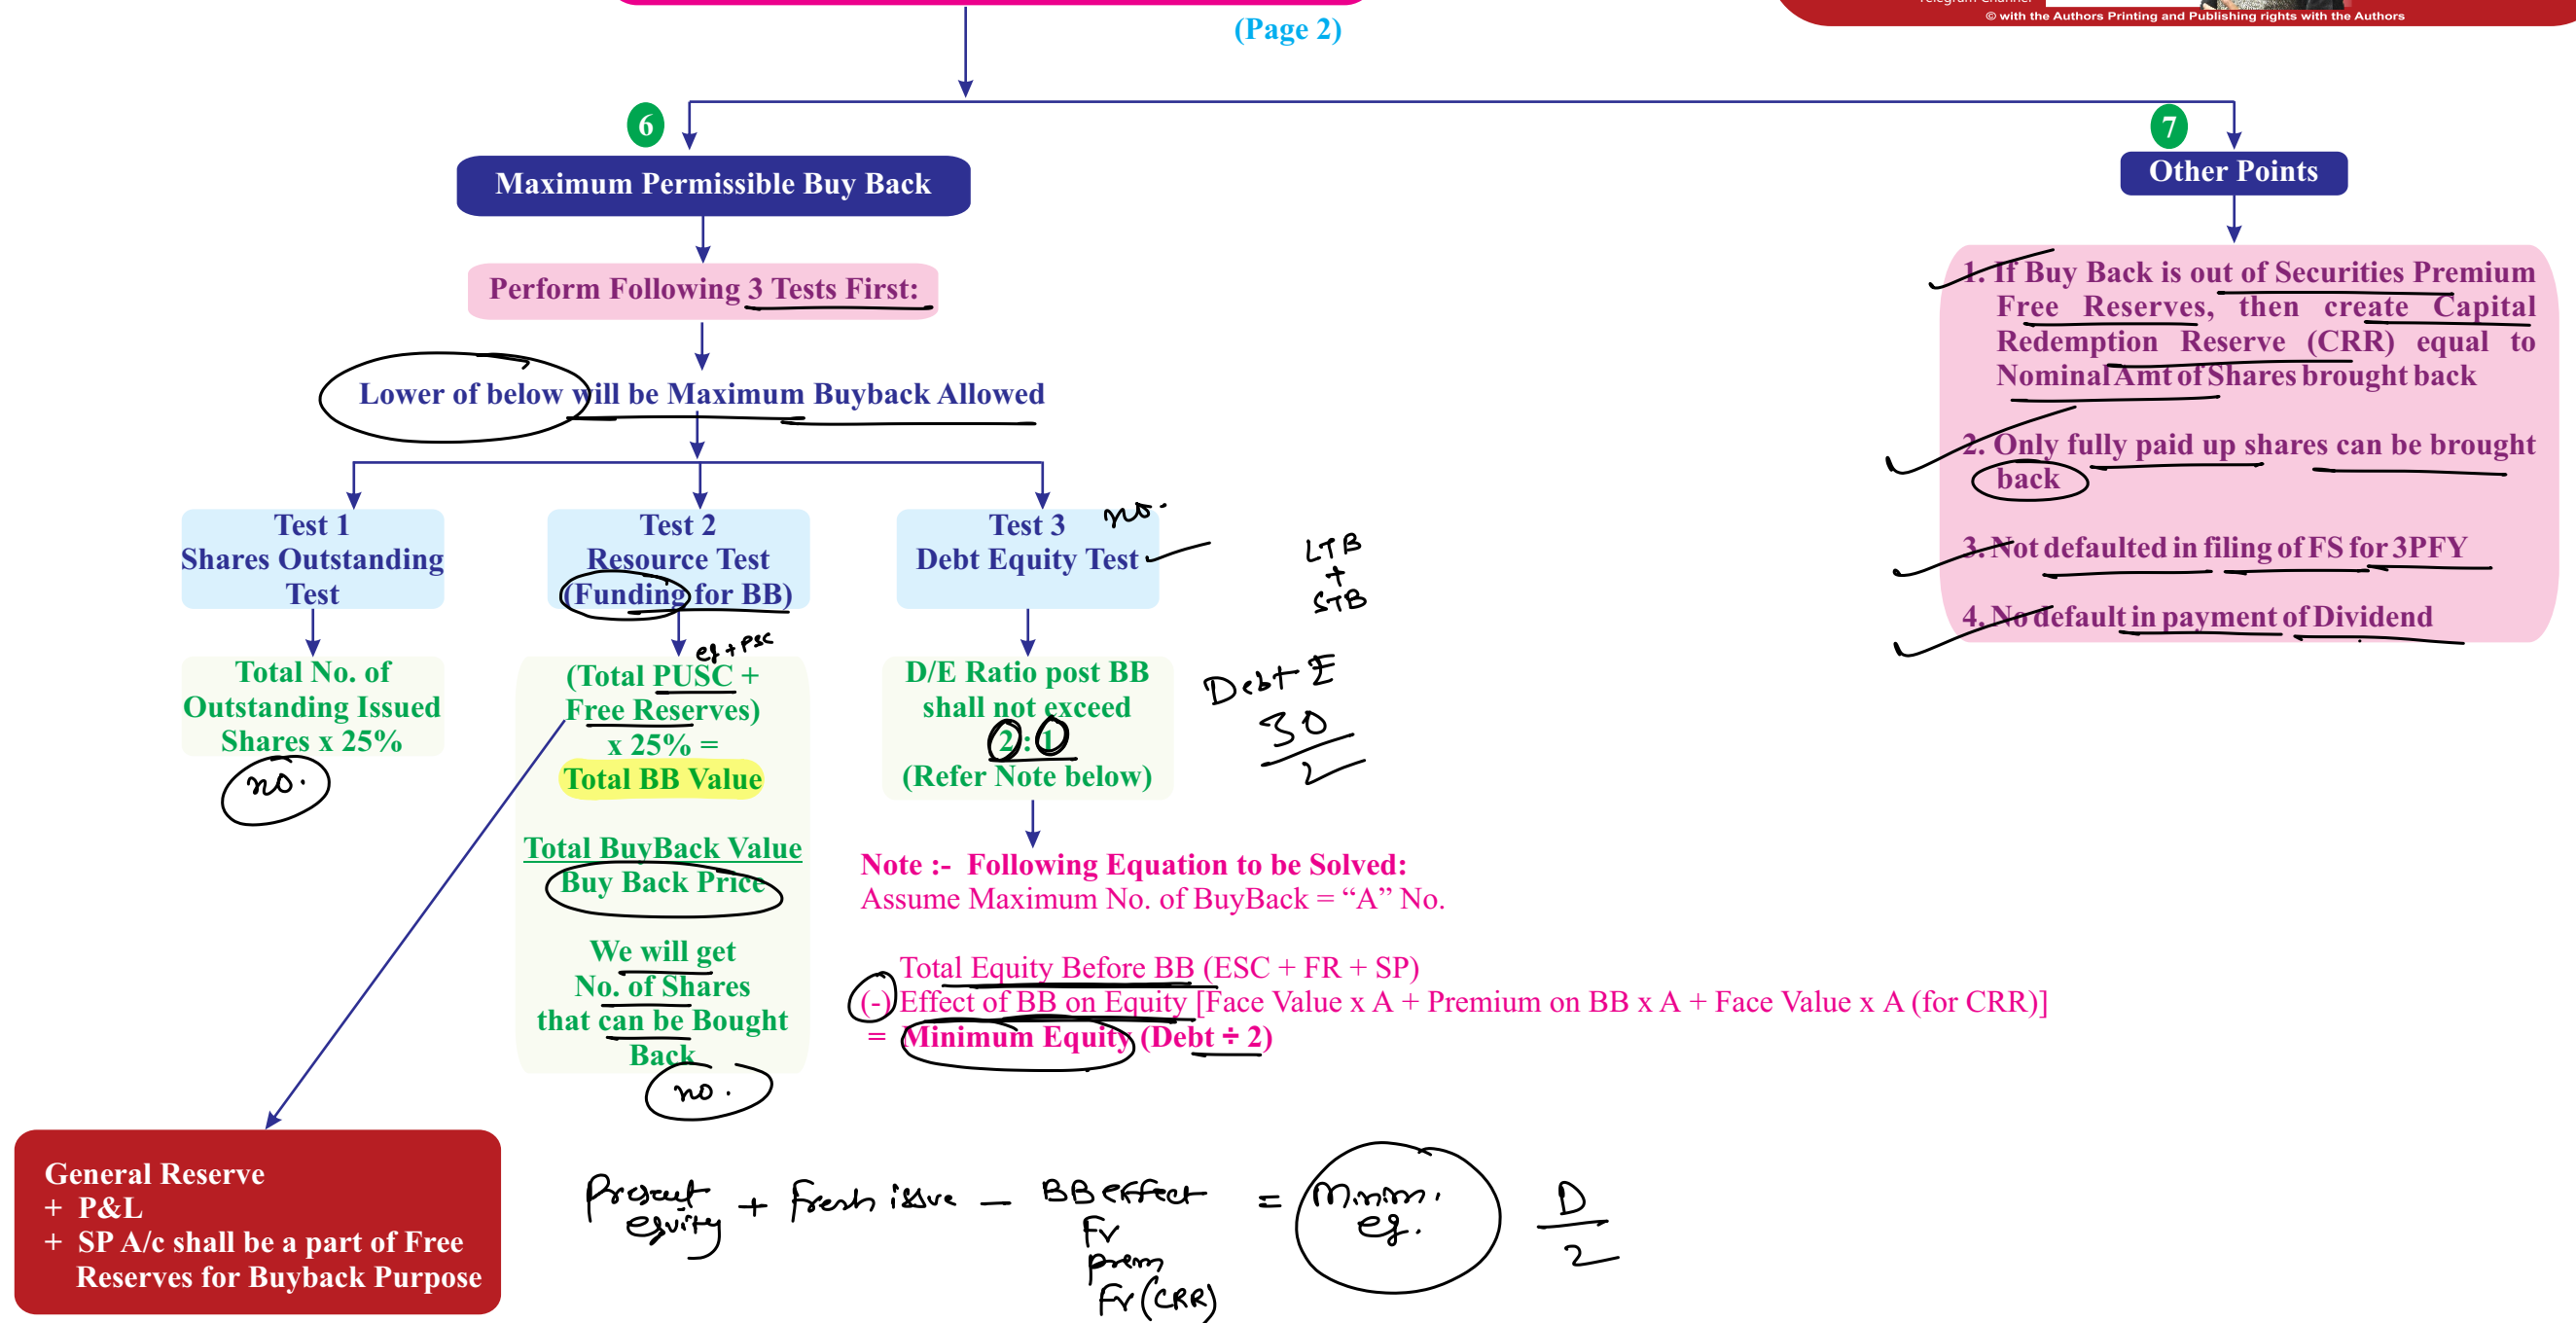 © with the Authors Printing and Publishing rights with the Authors
(Page 2)
6
Maximum Permissible Buy Back
Perform Following 3 Tests First:
Lower of below will be Maximum Buyback Allowed
Test 1
Shares Outstanding
Test
Total No. of
Outstanding Issued
Shares x 25%
no.
Test 2
Resource Test
(Funding for BB)
eq + PSC
(Total PUSC +
Free Reserves)
x 25% =
Total BB Value
Total BuyBack Value
Buy Back Price
We will get
No. of Shares
that can be Bought
Back
no.
Test 3
no.
Debt Equity Test
LTB
+
STB
D/E Ratio post BB
shall not exceed
2:1
(Refer Note below)
Debt E
30
2
Note :- Following Equation to be Solved:
Assume Maximum No. of BuyBack = “A” No.
Total Equity Before BB (ESC + FR + SP)
(-) Effect of BB on Equity [Face Value x A + Premium on BB x A + Face Value x A (for CRR)]
= Minimum Equity (Debt ÷ 2)
General Reserve
+ P&L
+ SP A/c shall be a part of Free
Reserves for Buyback Purpose
Present equity + Fresh issue - BB effect = Minm. eq. D
2
Fv
prem
Fv (CRR)
7
Other Points
1. If Buy Back is out of Securities Premium
Free Reserves, then create Capital
Redemption Reserve (CRR) equal to
Nominal Amt of Shares brought back
2. Only fully paid up shares can be brought
back
3. Not defaulted in filing of FS for 3PFY
4. No default in payment of Dividend